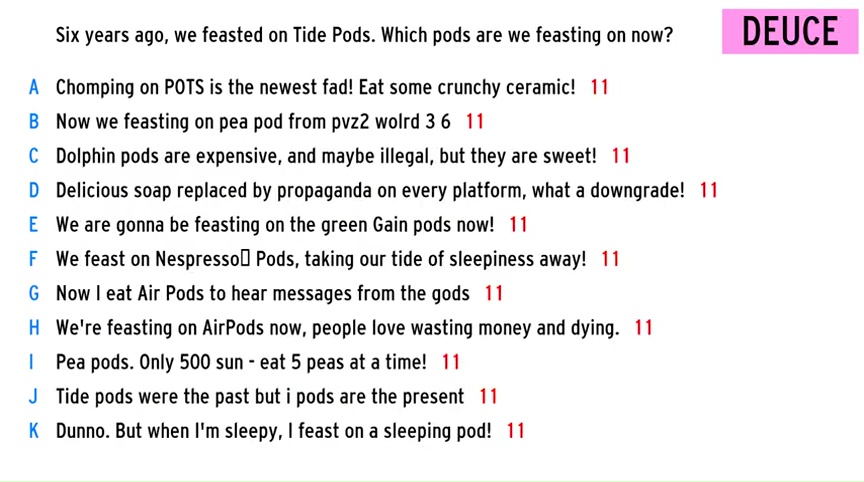 Six years ago, we feasted on Tide Pods. Which pods are we feasting on now?
DEUCE
A Chomping on POTS is the newest fad! Eat some crunchy ceramic! 11
B Now we feasting on pea pod from pvz2 wolrd 3 6 11
C Dolphin pods are expensive, and maybe illegal, but they are sweet! 11
D Delicious soap replaced by propaganda on every platform, what a downgrade! 11
E We are gonna be feasting on the green Gain pods now! 11
F We feast on Nespresso▯ Pods, taking our tide of sleepiness away! 11
G Now I eat Air Pods to hear messages from the gods 11
H We're feasting on AirPods now, people love wasting money and dying. 11
I Pea pods. Only 500 sun - eat 5 peas at a time! 11
J Tide pods were the past but i pods are the present 11
K Dunno. But when I'm sleepy, I feast on a sleeping pod! 11